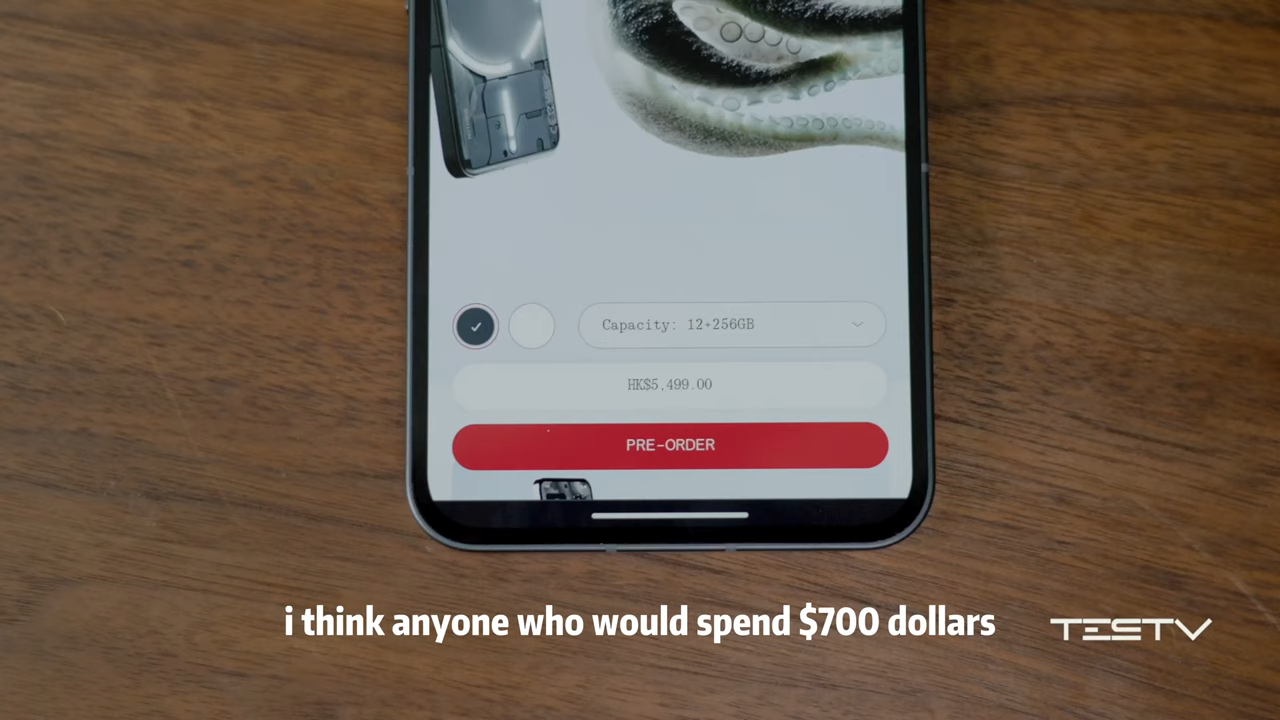 Capacity: 12+256GB
HK$5,499.00
PRE-ORDER
i think anyone who would spend $700 dollars
TESTV